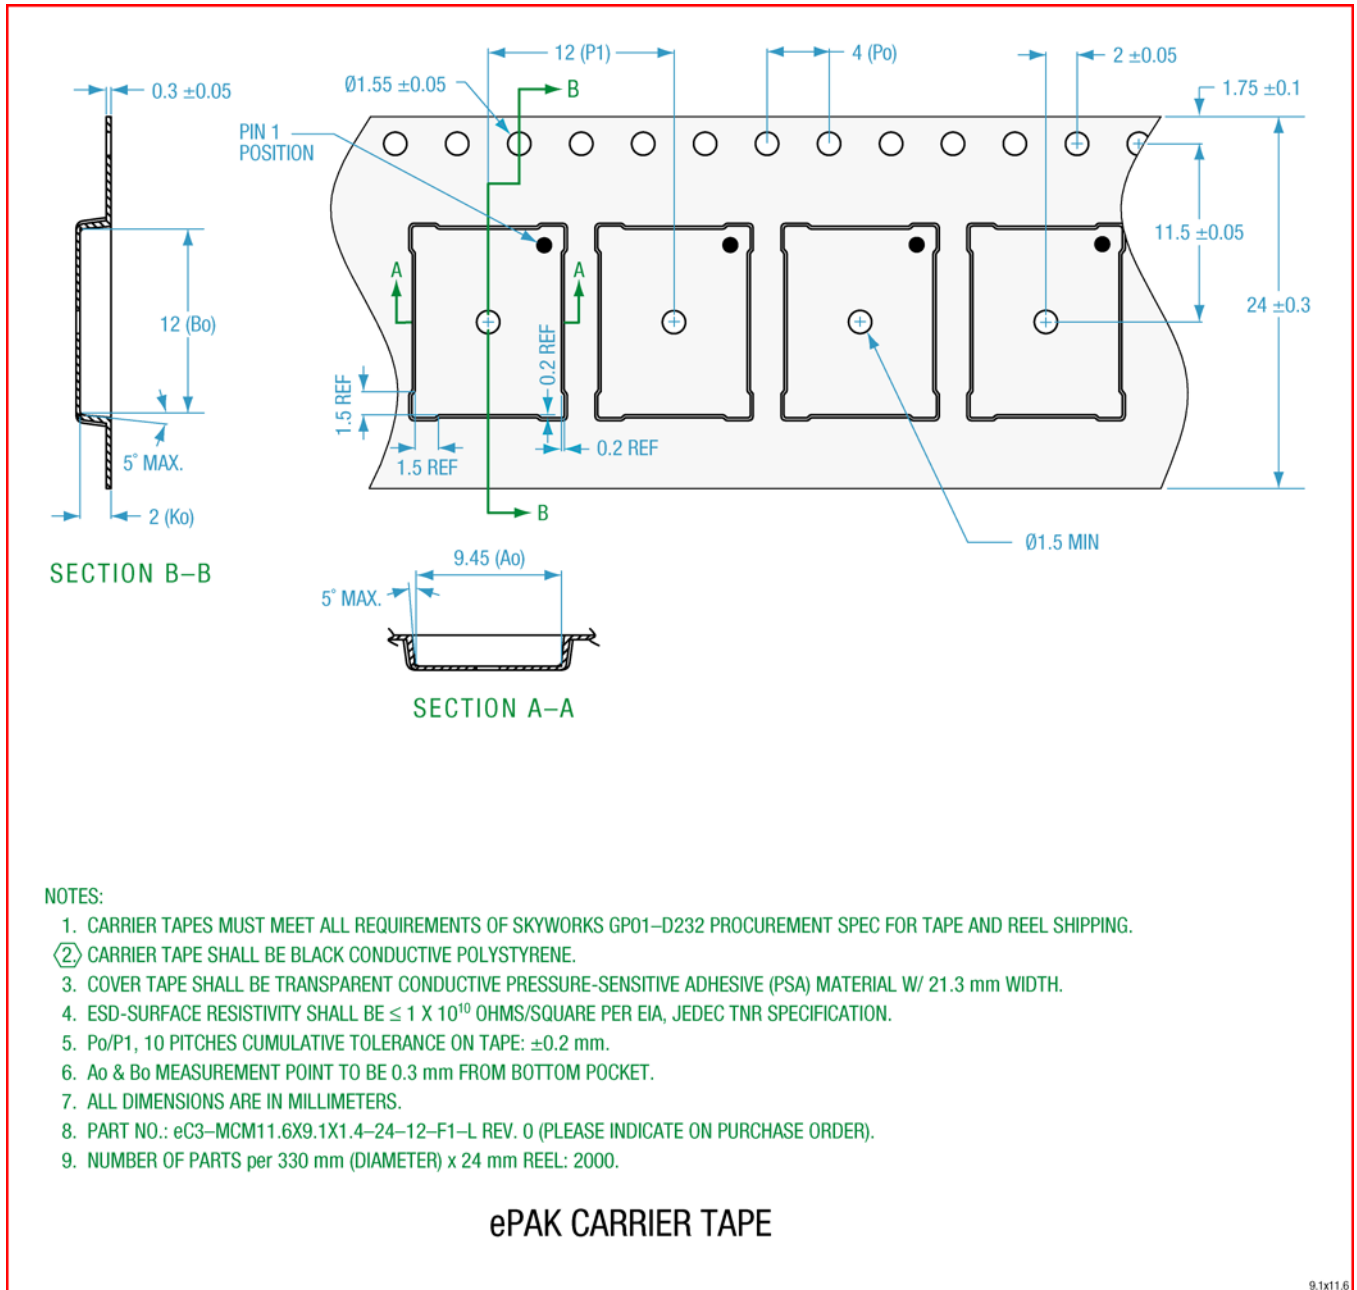 12 (P1)
4 (Po)
2 ±0.05
0.3 ±0.05
Ø1.55 ±0.05
B
1.75 ±0.1
PIN 1
POSITION
11.5 ±0.05
A
A
24 ±0.3
12 (Bo)
0.2 REF
1.5 REF
0.2 REF
5° MAX.
1.5 REF
2 (Ko)
B
Ø1.5 MIN
SECTION B–B
9.45 (Ao)
5° MAX.
SECTION A–A
NOTES:
1. CARRIER TAPES MUST MEET ALL REQUIREMENTS OF SKYWORKS GP01–D232 PROCUREMENT SPEC FOR TAPE AND REEL SHIPPING.
2. CARRIER TAPE SHALL BE BLACK CONDUCTIVE POLYSTYRENE.
3. COVER TAPE SHALL BE TRANSPARENT CONDUCTIVE PRESSURE-SENSITIVE ADHESIVE (PSA) MATERIAL W/ 21.3 mm WIDTH.
4. ESD-SURFACE RESISTIVITY SHALL BE ≤ 1 X 10¹⁰ OHMS/SQUARE PER EIA, JEDEC TNR SPECIFICATION.
5. Po/P1, 10 PITCHES CUMULATIVE TOLERANCE ON TAPE: ±0.2 mm.
6. Ao & Bo MEASUREMENT POINT TO BE 0.3 mm FROM BOTTOM POCKET.
7. ALL DIMENSIONS ARE IN MILLIMETERS.
8. PART NO.: eC3–MCM11.6X9.1X1.4–24–12–F1–L REV. 0 (PLEASE INDICATE ON PURCHASE ORDER).
9. NUMBER OF PARTS per 330 mm (DIAMETER) x 24 mm REEL: 2000.
ePAK CARRIER TAPE
9.1x11.6